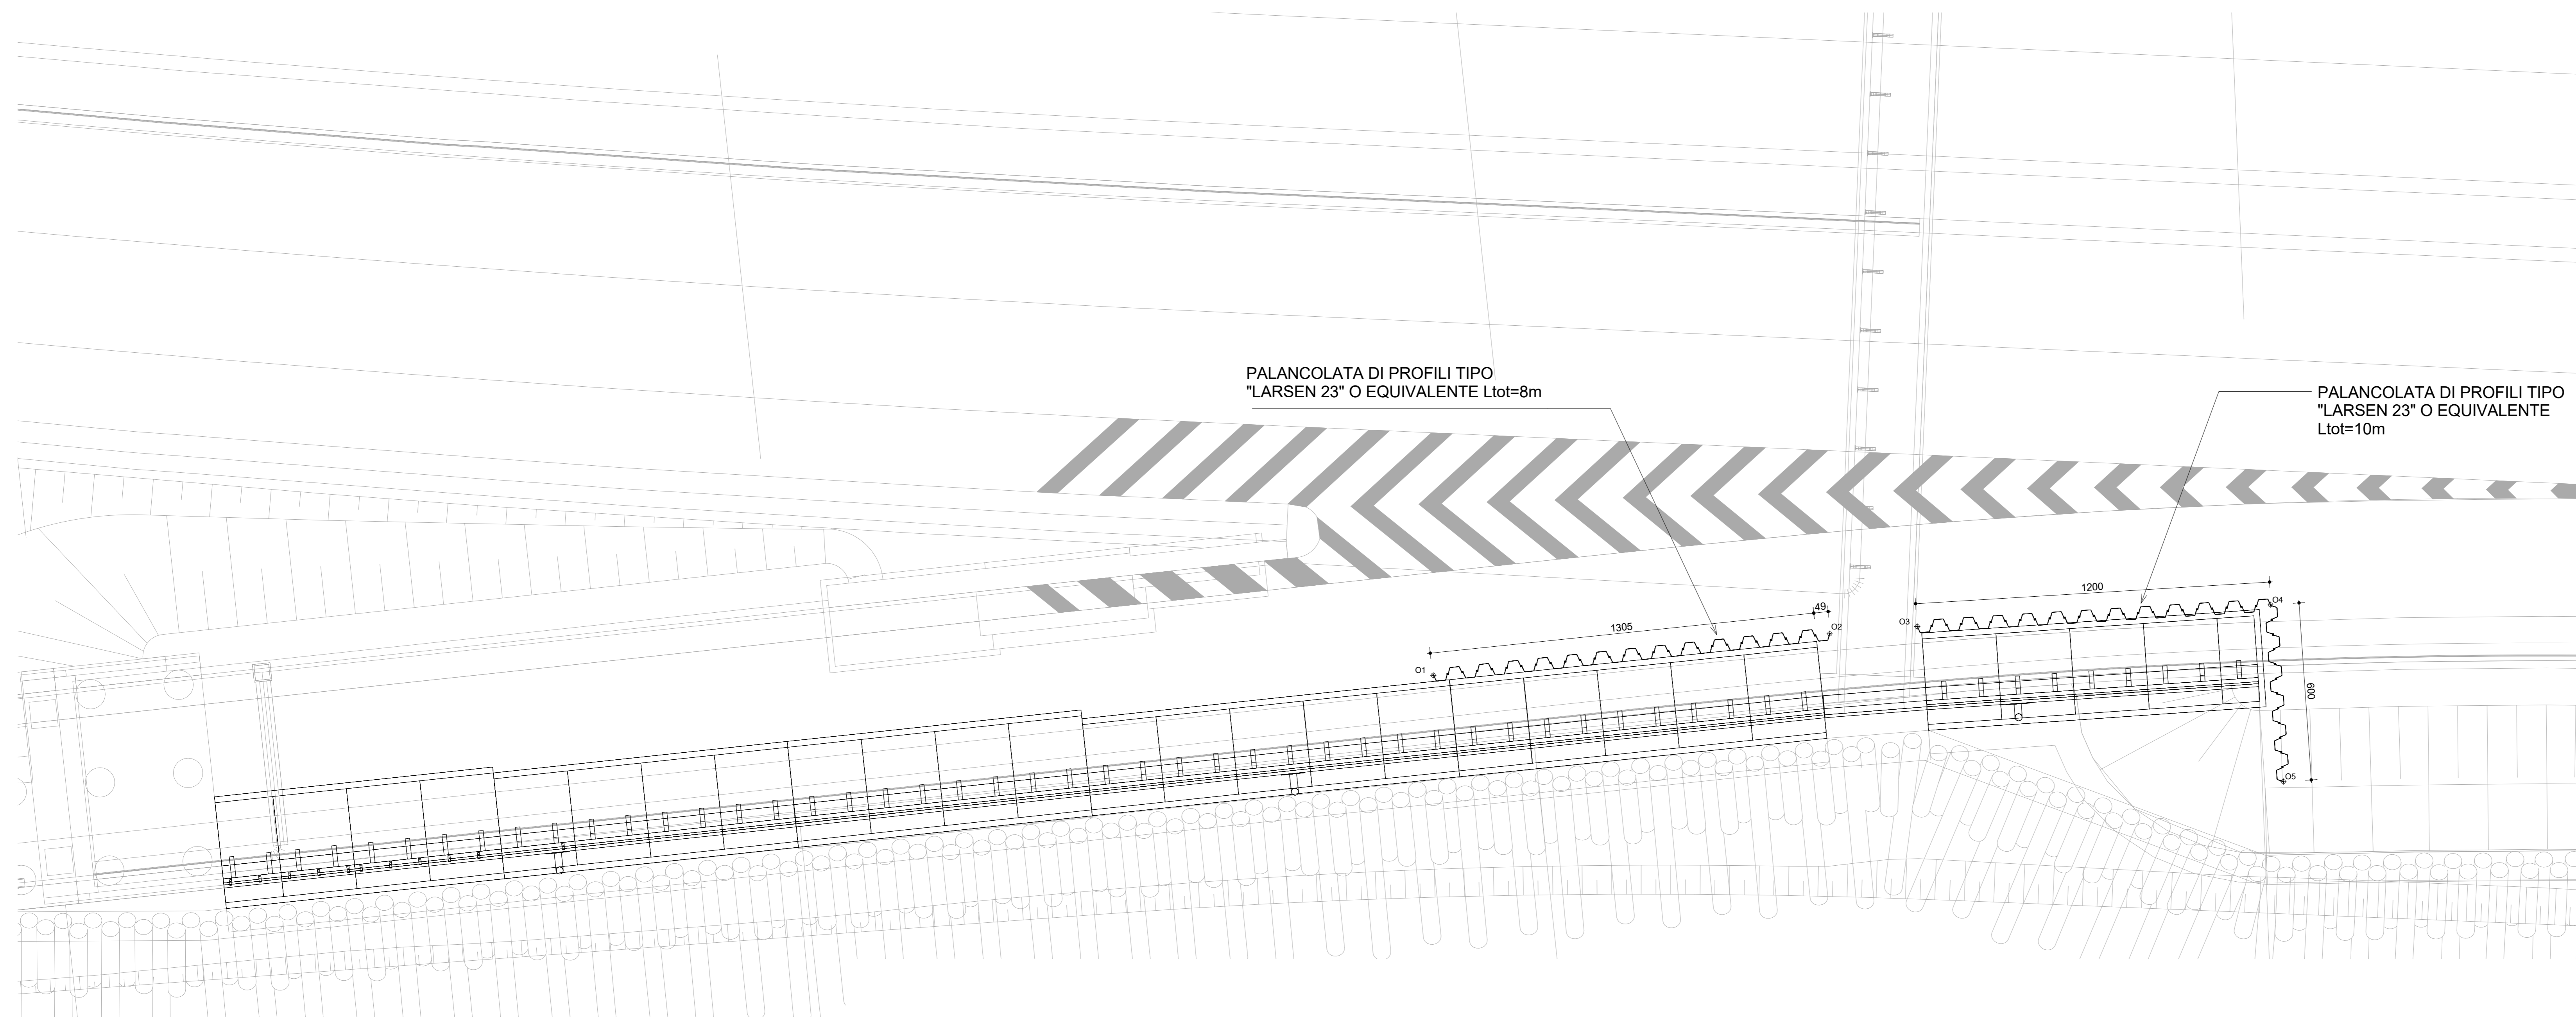 PALANCOLATA DI PROFILI TIPO
"LARSEN 23" O EQUIVALENTE Ltot=8m
PALANCOLATA DI PROFILI TIPO
"LARSEN 23" O EQUIVALENTE
Ltot=10m
1305
49
O1
O2
1200
O3
O4
600
O5